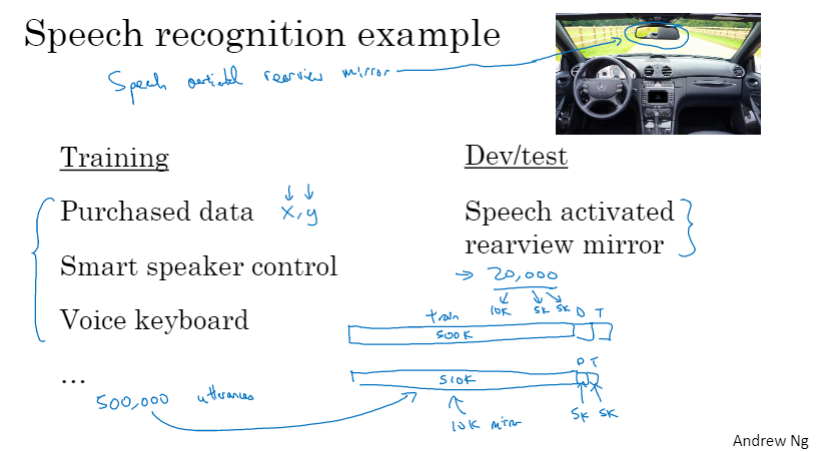 Speech recognition example
Speech activated rearview mirror
Training
Purchased data x, y
Smart speaker control
Voice keyboard
...
500,000 utterances
Dev/test
Speech activated
rearview mirror
→ 20,000
10K 5K 5K
train D T
500K
D T
510K
10K mirror
5K 5K
Andrew Ng